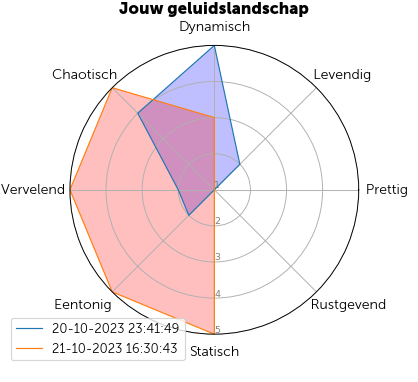 Jouw geluidslandschap
Dynamisch
Chaotisch
Levendig
Vervelend
Prettig
1
2
3
4
5
Eentonig
Rustgevend
Statisch
20-10-2023 23:41:49
21-10-2023 16:30:43